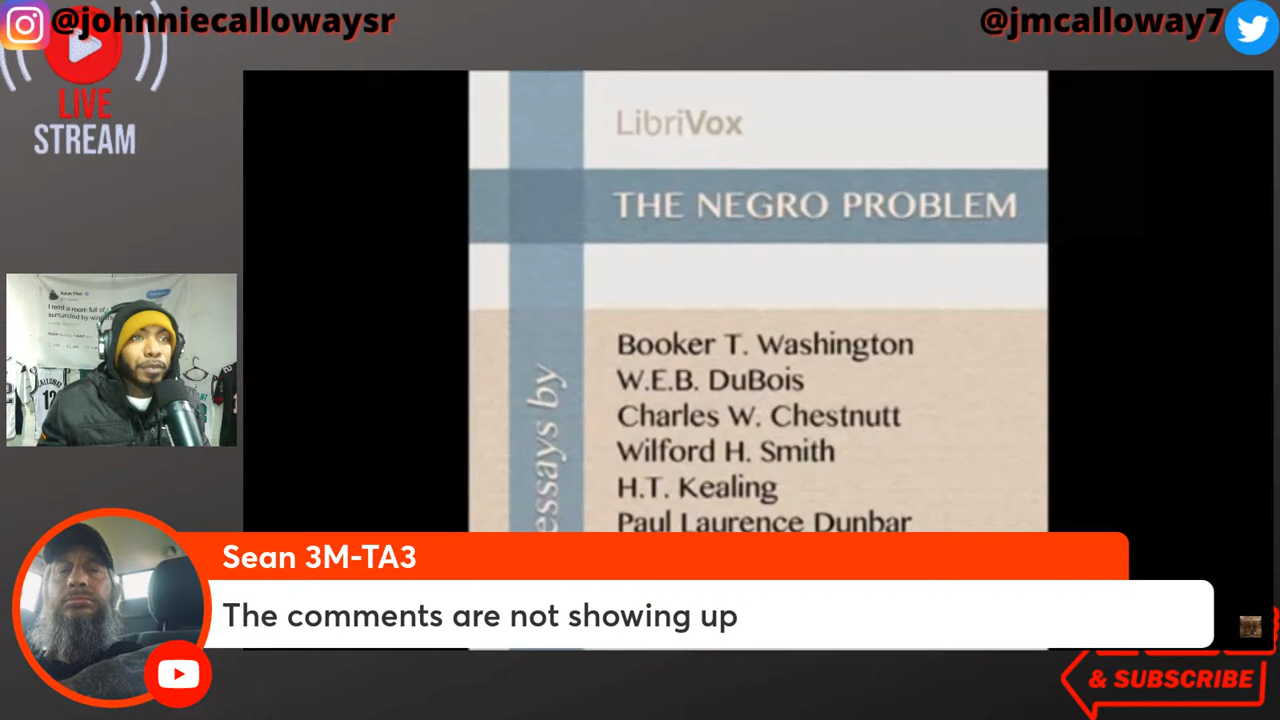 @johnniecallowaysr
@jmcalloway7
LIVE
STREAM
LibriVox
THE NEGRO PROBLEM
essays by
Booker T. Washington
W.E.B. DuBois
Charles W. Chestnutt
Wilford H. Smith
H.T. Kealing
Paul Laurence Dunbar
CALLOWAY
Sean 3M-TA3
The comments are not showing up
& SUBSCRIBE